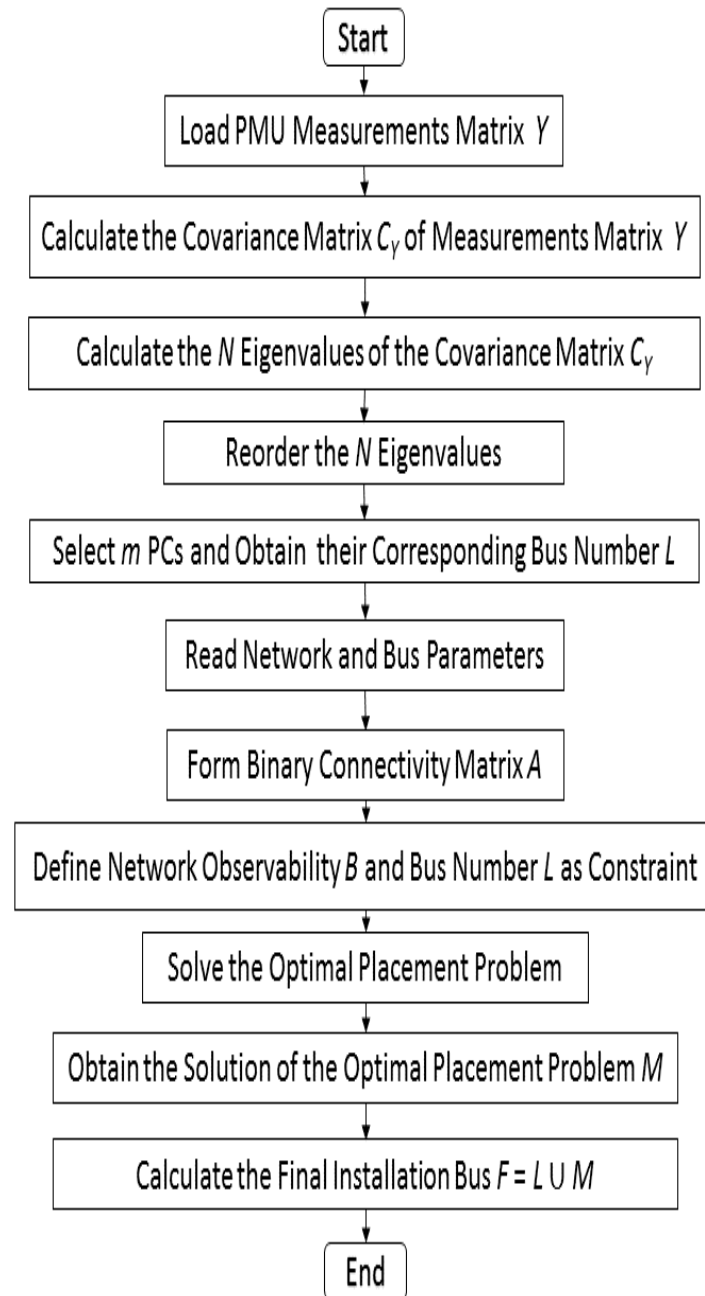 Start
Load PMU Measurements Matrix Y
Calculate the Covariance Matrix C_Y of Measurements Matrix Y
Calculate the N Eigenvalues of the Covariance Matrix C_Y
Reorder the N Eigenvalues
Select m PCs and Obtain their Corresponding Bus Number L
Read Network and Bus Parameters
Form Binary Connectivity Matrix A
Define Network Observability B and Bus Number L as Constraint
Solve the Optimal Placement Problem
Obtain the Solution of the Optimal Placement Problem M
Calculate the Final Installation Bus F = L ∪ M
End